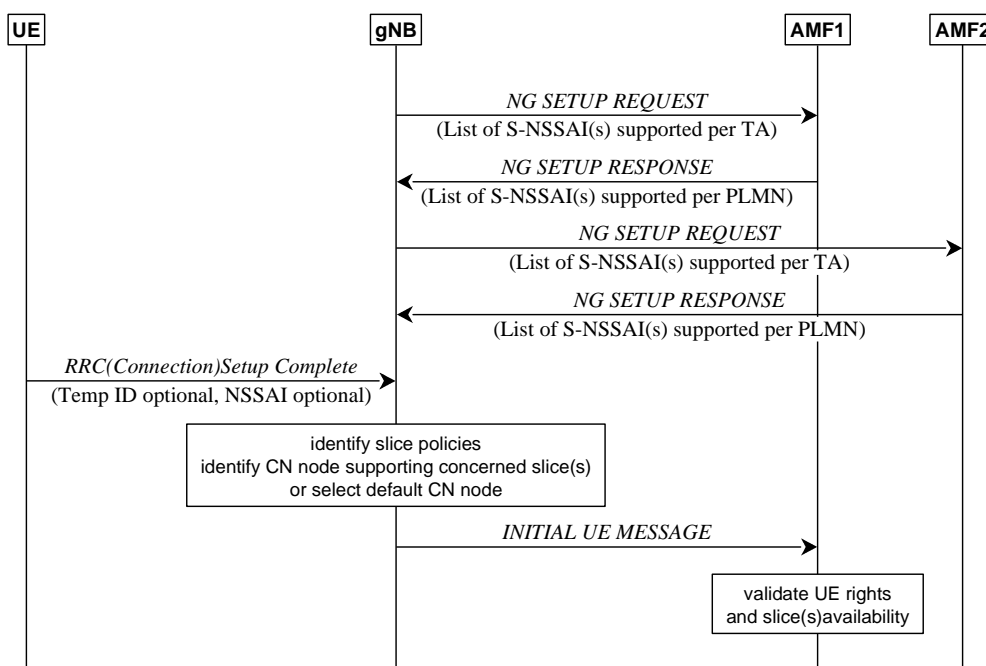 UE gNB AMF1 AMF2
NG SETUP REQUEST
(List of S-NSSAI(s) supported per TA)
NG SETUP RESPONSE
(List of S-NSSAI(s) supported per PLMN)
NG SETUP REQUEST
(List of S-NSSAI(s) supported per TA)
NG SETUP RESPONSE
(List of S-NSSAI(s) supported per PLMN)
RRC(Connection)Setup Complete
(Temp ID optional, NSSAI optional)
identify slice policies
identify CN node supporting concerned slice(s)
or select default CN node
INITIAL UE MESSAGE
validate UE rights
and slice(s)availability